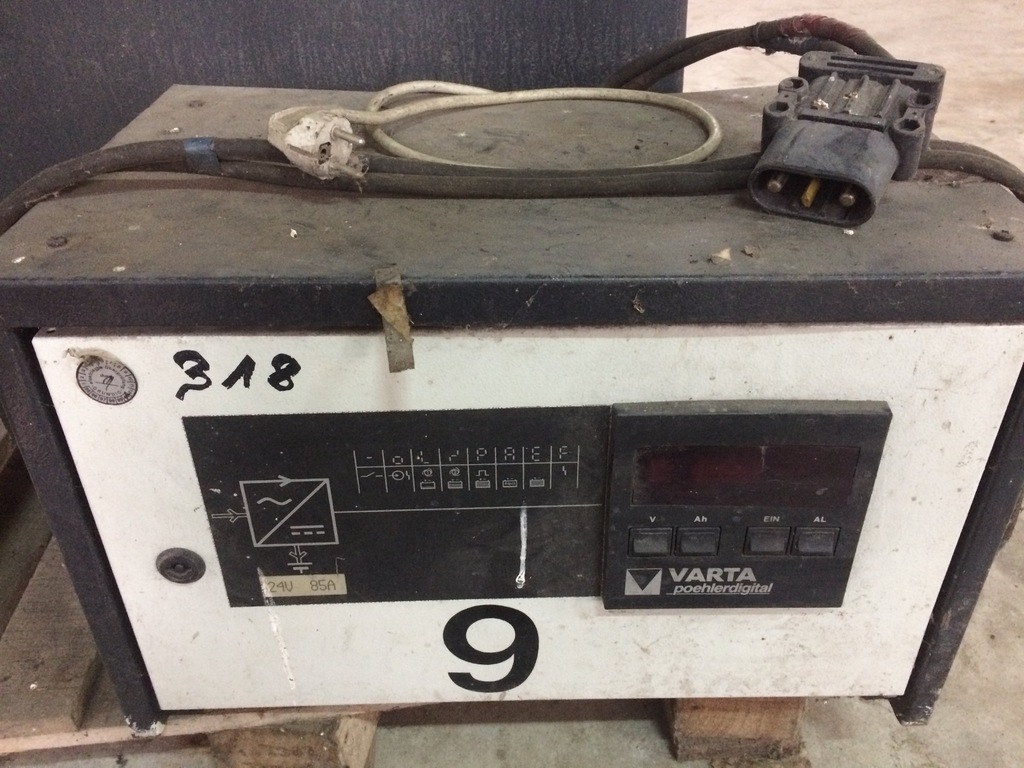 318
- o L P A E F
V Ah EIN AL
24V 85A
VARTA
poehlerdigital
9